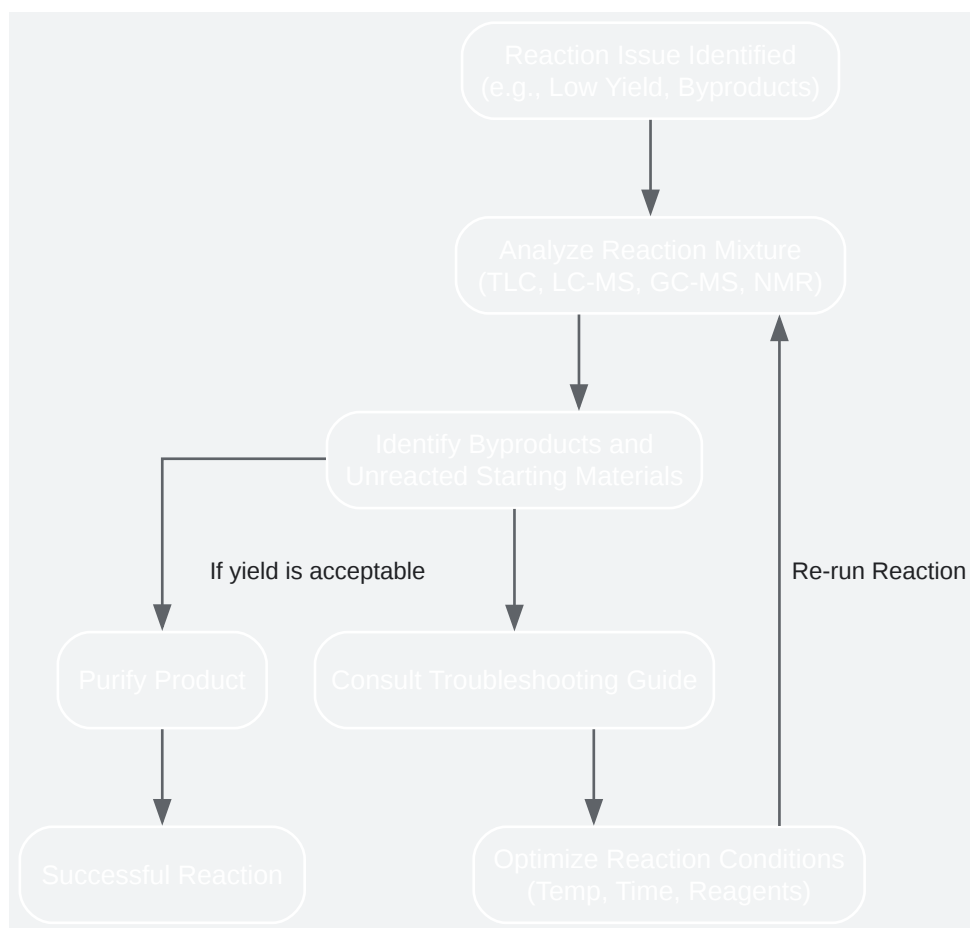 Reaction Issue Identified
(e.g., Low Yield, Byproducts)
Analyze Reaction Mixture
(TLC, LC-MS, GC-MS, NMR)
Identify Byproducts and
Unreacted Starting Materials
If yield is acceptable
Re-run Reaction
Purify Product
Consult Troubleshooting Guide
Successful Reaction
Optimize Reaction Conditions
(Temp, Time, Reagents)